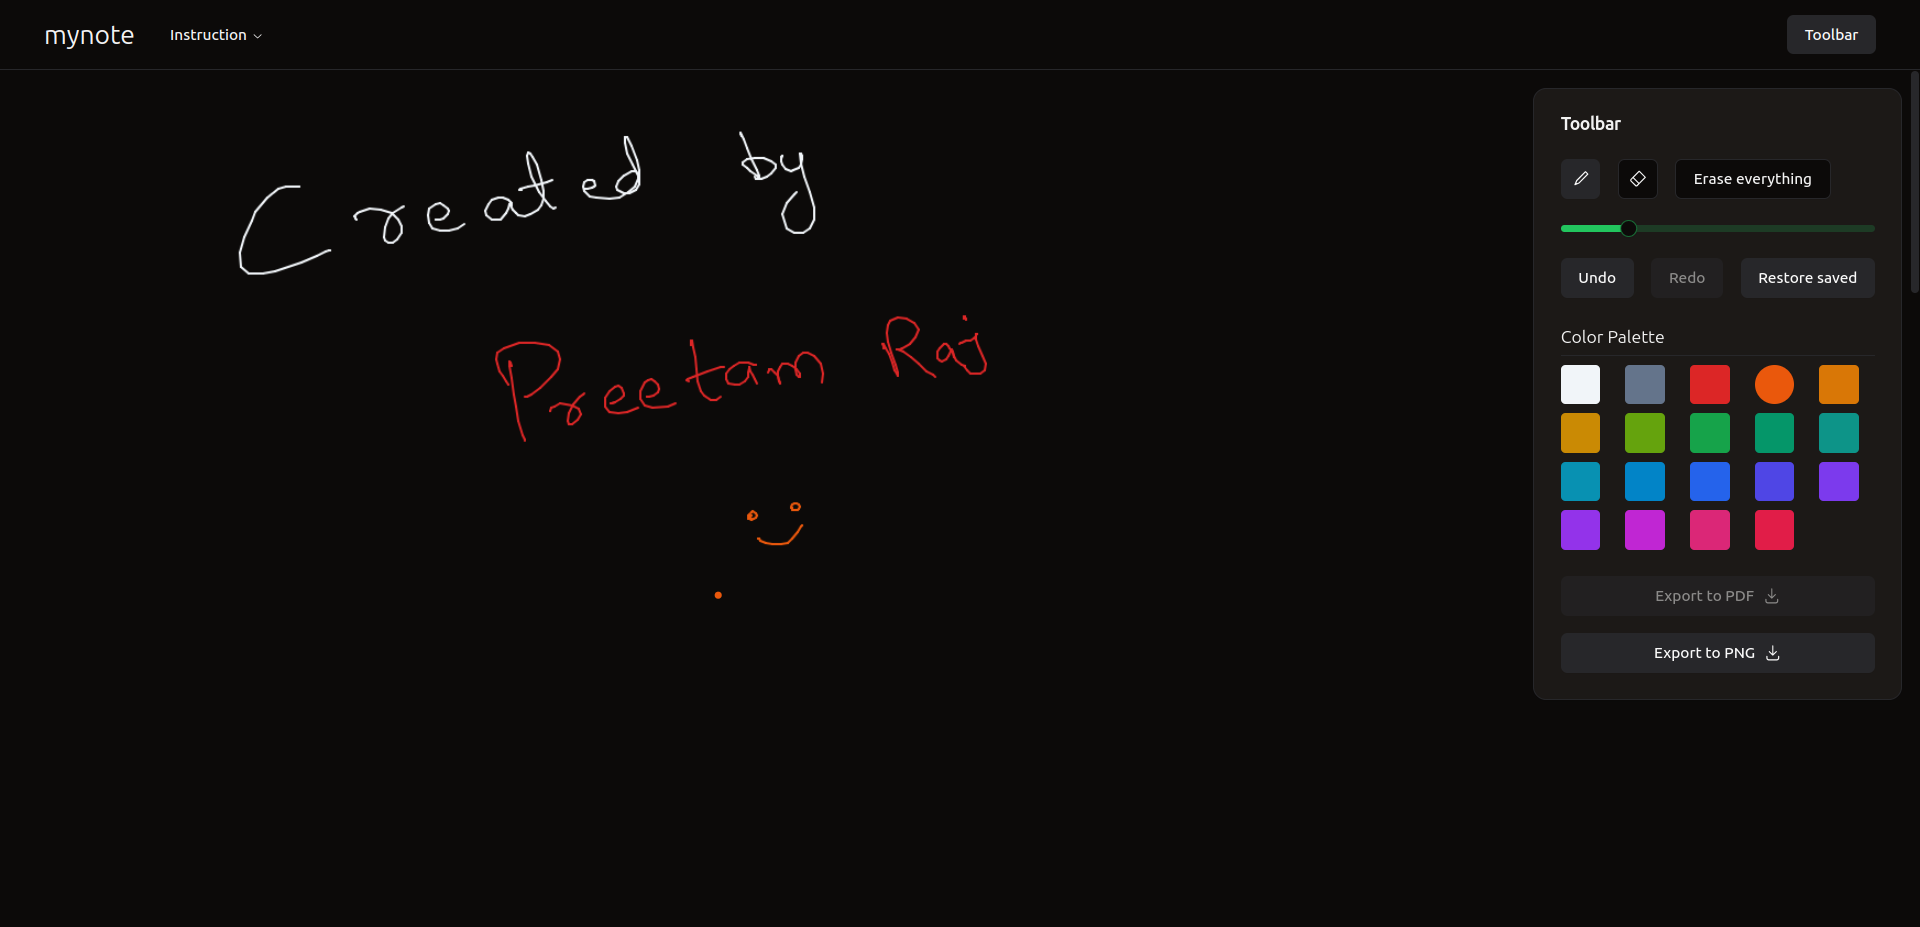 mynote Instruction Toolbar
Created by
Preetam Raj
Toolbar
Erase everything
Undo Redo Restore saved
Color Palette
Export to PDF
Export to PNG